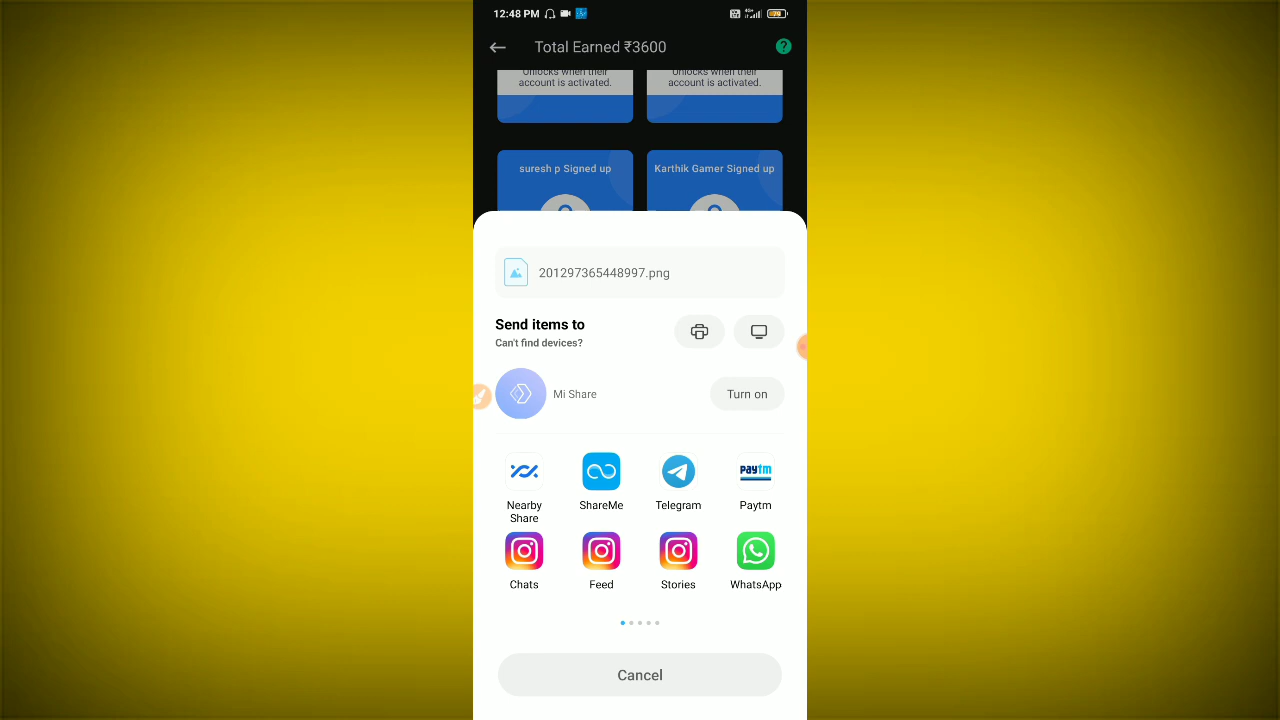 12:48 PM
Total Earned ₹3600
?
Unlocks when their
account is activated.
Unlocks when their
account is activated.
suresh p Signed up
Karthik Gamer Signed up
201297365448997.png
Send items to
Can't find devices?
Mi Share
Turn on
paytm
Nearby
Share
ShareMe
Telegram
Paytm
Chats
Feed
Stories
WhatsApp
Cancel